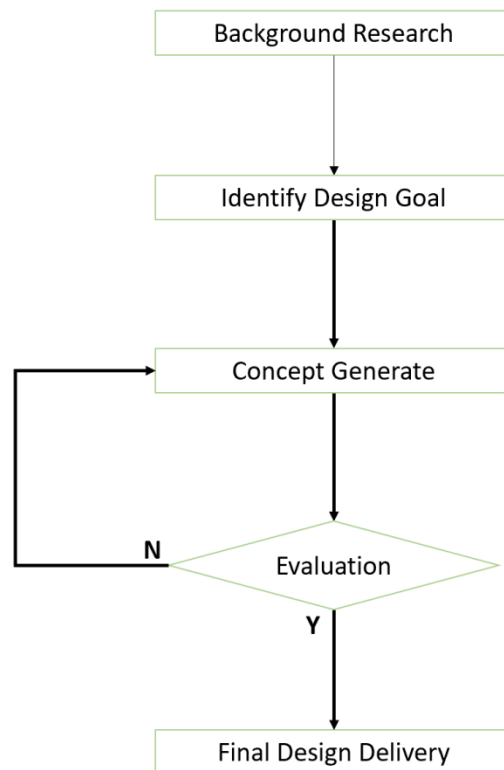 Background Research
Identify Design Goal
Concept Generate
N
Evaluation
Y
Final Design Delivery